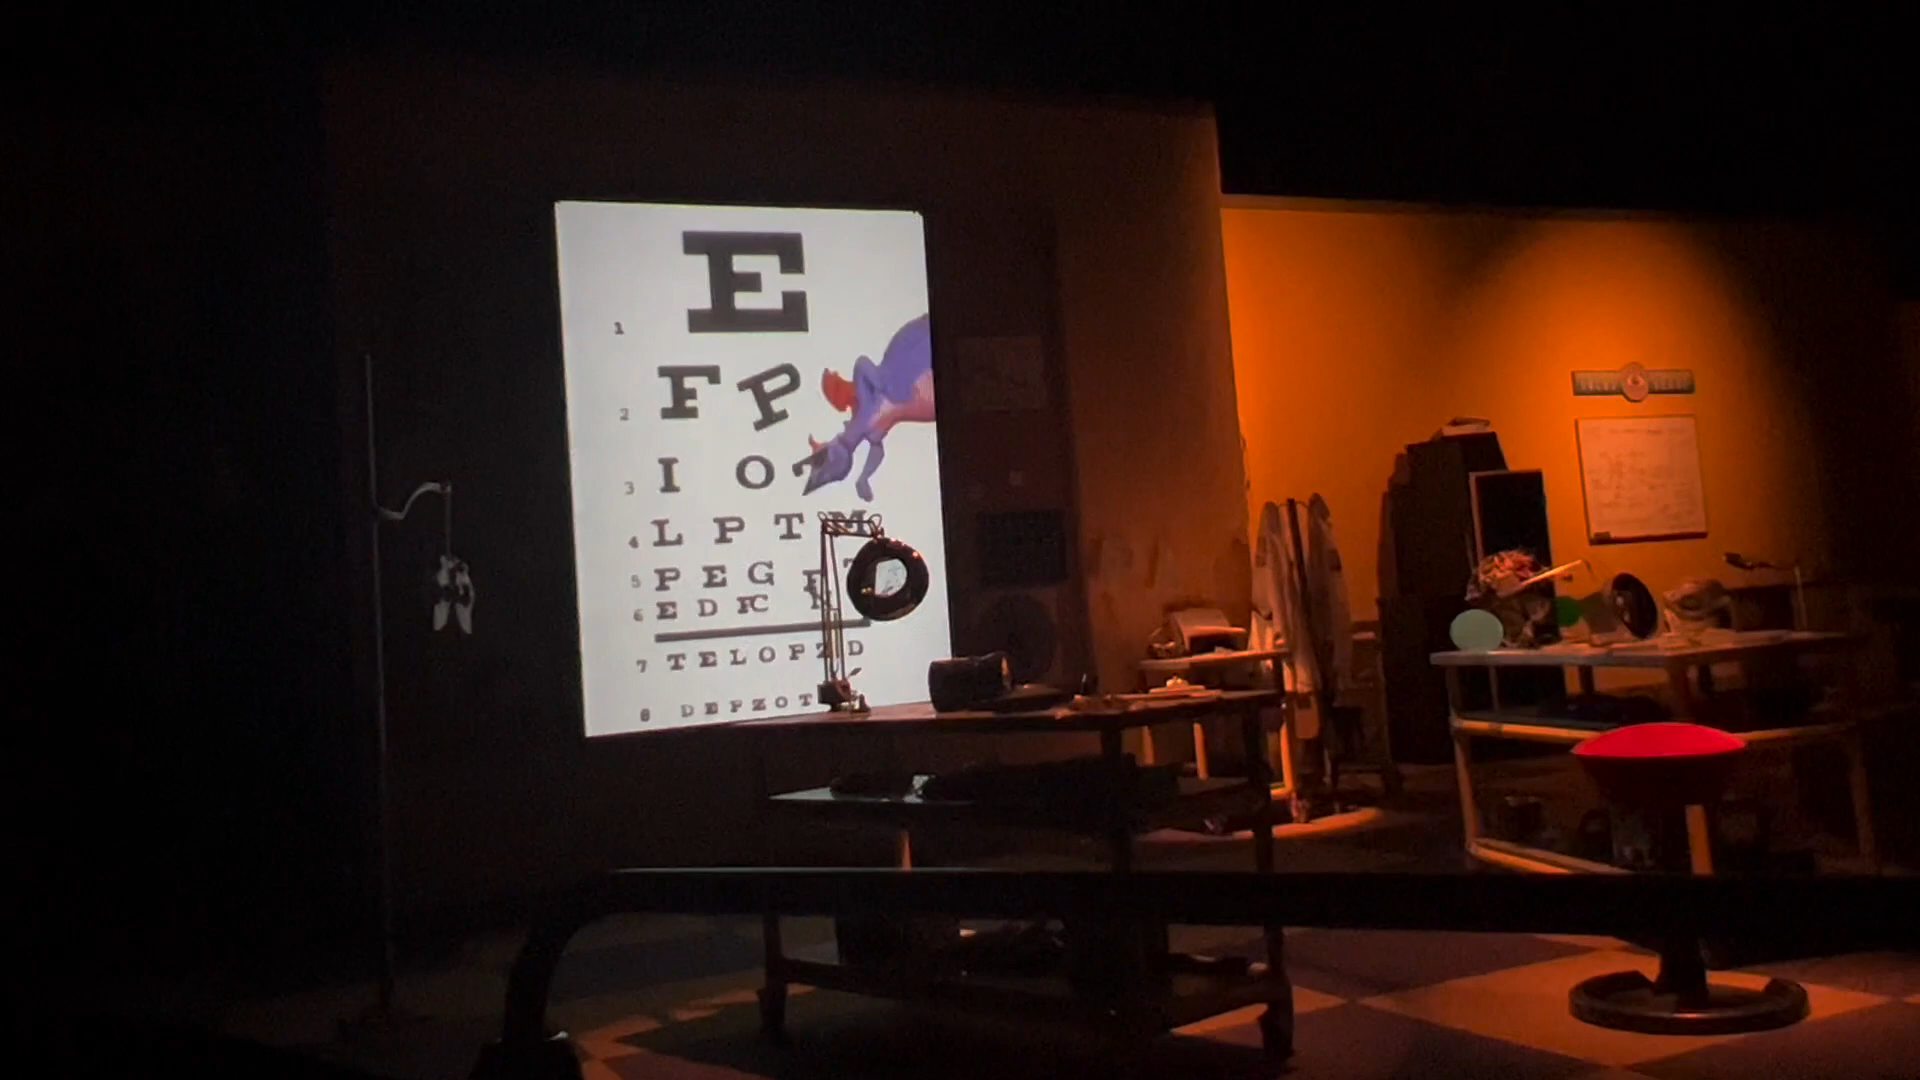 E
1
F P
2
I O
3
L P T M
4
P E G
5
E D F C
6
T E L O P Z D
7
D E F Z O T
8